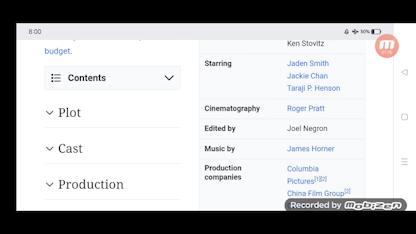 8:00
50%
budget.
Contents
Plot
Cast
Production
Ken Stovitz
Starring
Jaden Smith
Jackie Chan
Taraji P. Henson
Cinematography
Roger Pratt
Edited by
Joel Negron
Music by
James Horner
Production
companies
Columbia
Pictures[1][2]
China Film Group[2]
Recorded by mobizen